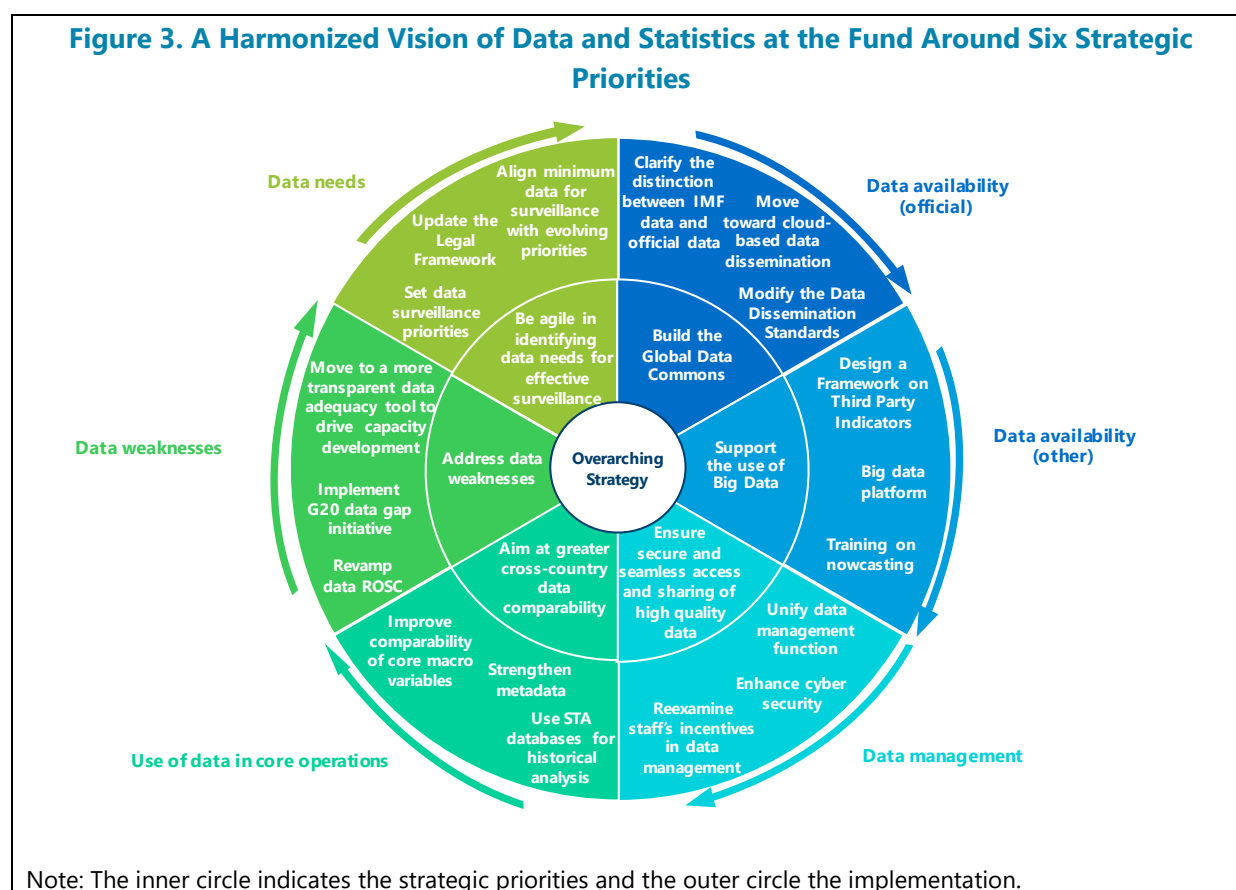 Figure 3. A Harmonized Vision of Data and Statistics at the Fund Around Six Strategic
Priorities
Data needs
Align minimum
data for
surveillance
with evolving
priorities
Update the
Legal
Framework
Set data
surveillance
priorities
Be agile in
identifying
data needs for
effective
surveillance
Clarify the
distinction
between IMF
data and
official data
Move
toward cloud-
based data
dissemination
Modify the Data
Dissemination
Standards
Build the
Global Data
Commons
Data availability
(official)
Design a
Framework on
Third Party
Indicators
Big data
platform
Training on
nowcasting
Support
the use of
Big Data
Data availability
(other)
Overarching
Strategy
Ensure
secure and
seamless access
and sharing of
high quality
data
Unify data
management
function
Enhance cyber
security
Reexamine
staff's incentives
in data
management
Data management
Aim at greater
cross-country
data
comparability
Improve
comparability
of core macro
variables
Strengthen
metadata
Use STA
databases for
historical
analysis
Use of data in core operations
Address data
weaknesses
Move to a more
transparent data
adequacy tool to
drive capacity
development
Implement
G20 data gap
initiative
Revamp
data ROSC
Data weaknesses
Note: The inner circle indicates the strategic priorities and the outer circle the implementation.